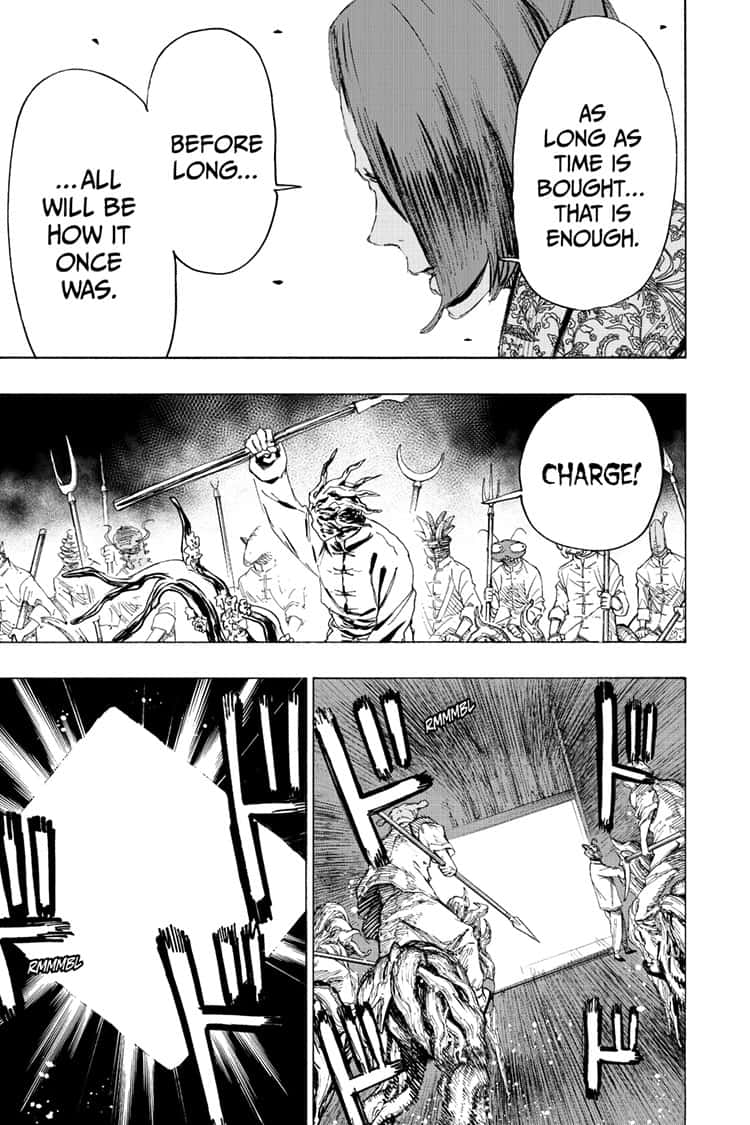 AS
LONG AS
TIME IS
BOUGHT...
THAT IS
ENOUGH.
BEFORE
LONG...
...ALL
WILL BE
HOW IT
ONCE
WAS.
CHARGE!
RMMMBL
ド
ド
ド
ド
RMMMBL
ド
ド
ド